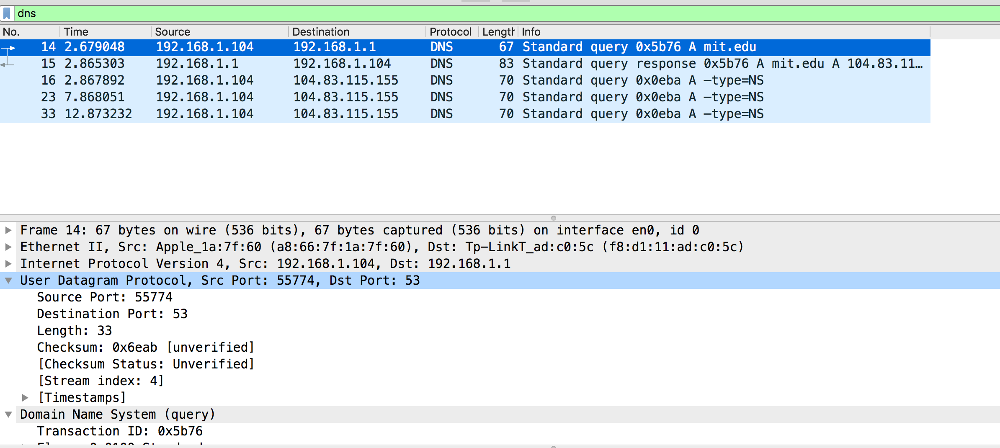 dns
No. Time Source Destination Protocol Length Info
14 2.679048 192.168.1.104 192.168.1.1 DNS 67 Standard query 0x5b76 A mit.edu
15 2.865303 192.168.1.1 192.168.1.104 DNS 83 Standard query response 0x5b76 A mit.edu A 104.83.11…
16 2.867892 192.168.1.104 104.83.115.155 DNS 70 Standard query 0x0eba A –type=NS
23 7.868051 192.168.1.104 104.83.115.155 DNS 70 Standard query 0x0eba A –type=NS
33 12.873232 192.168.1.104 104.83.115.155 DNS 70 Standard query 0x0eba A –type=NS
Frame 14: 67 bytes on wire (536 bits), 67 bytes captured (536 bits) on interface en0, id 0
Ethernet II, Src: Apple_1a:7f:60 (a8:66:7f:1a:7f:60), Dst: Tp-LinkT_ad:c0:5c (f8:d1:11:ad:c0:5c)
Internet Protocol Version 4, Src: 192.168.1.104, Dst: 192.168.1.1
User Datagram Protocol, Src Port: 55774, Dst Port: 53
Source Port: 55774
Destination Port: 53
Length: 33
Checksum: 0x6eab [unverified]
[Checksum Status: Unverified]
[Stream index: 4]
[Timestamps]
Domain Name System (query)
Transaction ID: 0x5b76